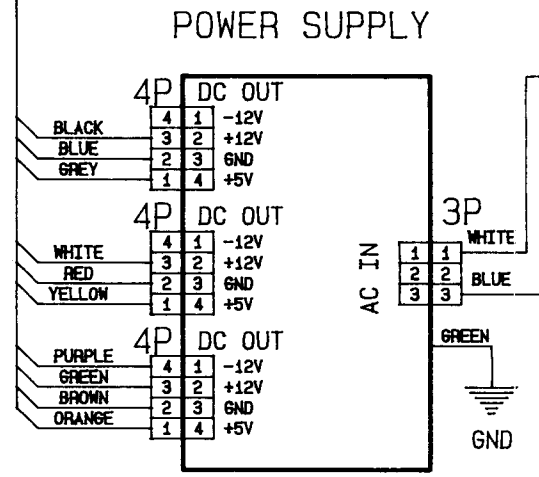 POWER SUPPLY
4P DC OUT
4 1 -12V
BLACK 3 2 +12V
BLUE 2 3 GND
GREY 1 4 +5V
4P DC OUT
4 1 -12V
WHITE 3 2 +12V
RED 2 3 GND
YELLOW 1 4 +5V
4P DC OUT
PURPLE 4 1 -12V
GREEN 3 2 +12V
BROWN 2 3 GND
ORANGE 1 4 +5V
AC IN
3P
1 1 WHITE
2 2
3 3 BLUE
GREEN
GND